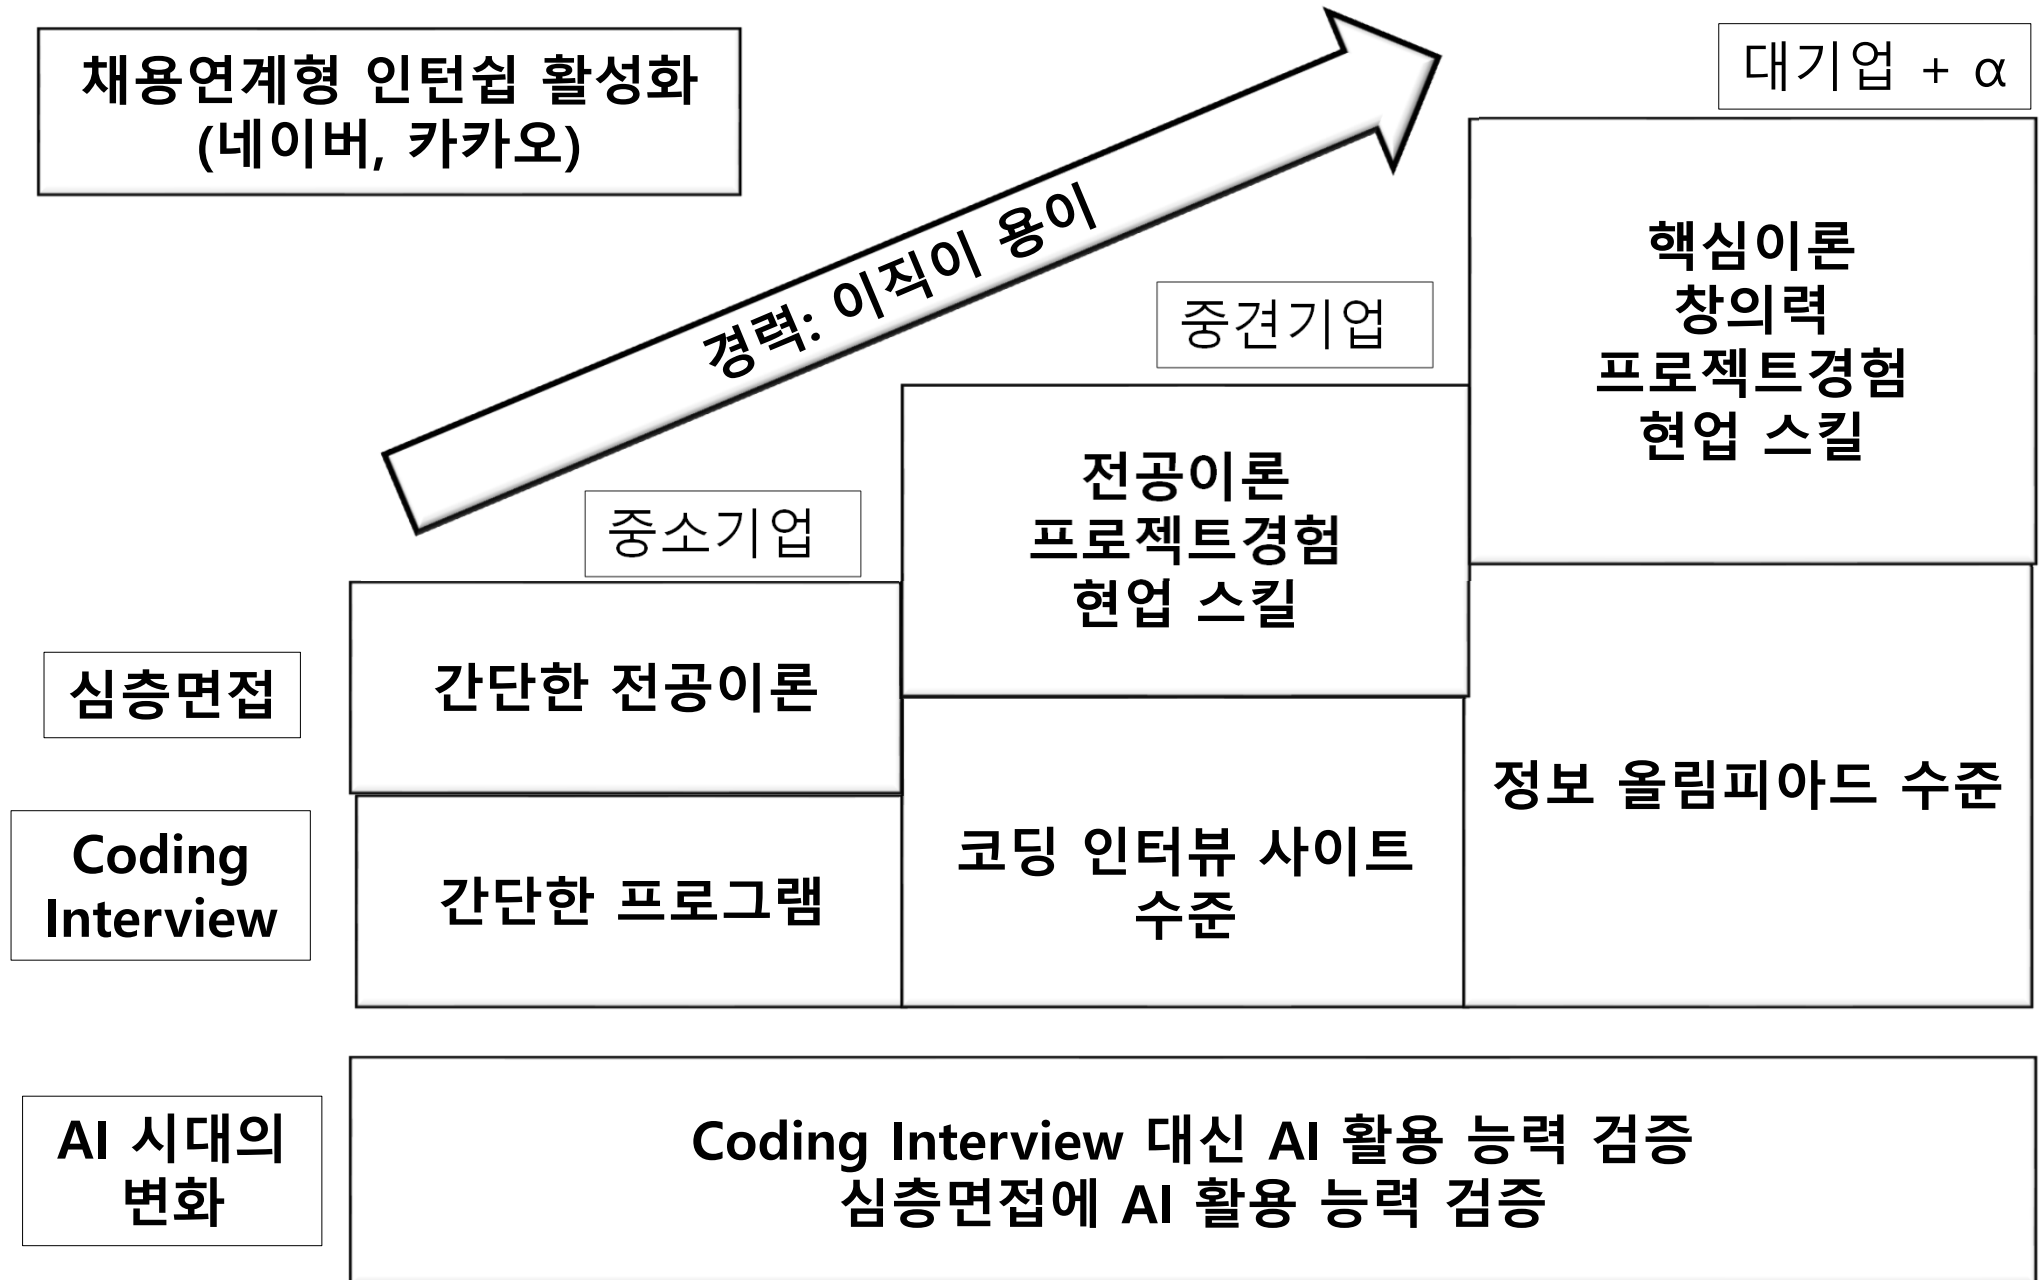 채용연계형 인턴쉽 활성화
(네이버, 카카오)
대기업 + α
경력: 이직이 용이
핵심이론
창의력
프로젝트경험
현업 스킬
중견기업
전공이론
프로젝트경험
현업 스킬
중소기업
심층면접
간단한 전공이론
정보 올림피아드 수준
Coding
Interview
간단한 프로그램
코딩 인터뷰 사이트
수준
AI 시대의
변화
Coding Interview 대신 AI 활용 능력 검증
심층면접에 AI 활용 능력 검증